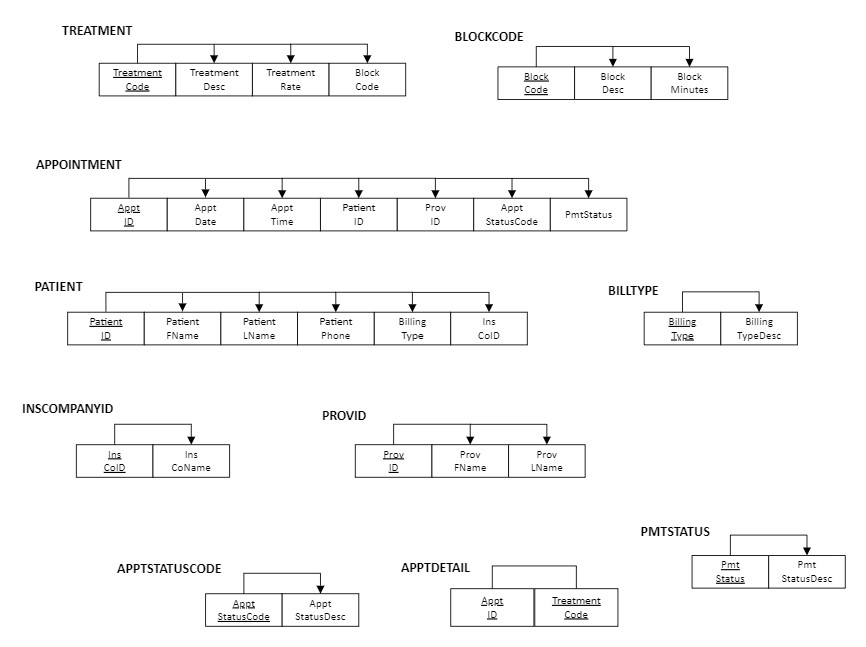 TREATMENT
Treatment Code
Treatment Desc
Treatment Rate
Block Code
BLOCKCODE
Block Code
Block Desc
Block Minutes
APPOINTMENT
Appt ID
Appt Date
Appt Time
Patient ID
Prov ID
Appt StatusCode
PmtStatus
PATIENT
Patient ID
Patient FName
Patient LName
Patient Phone
Billing Type
Ins CoID
BILLTYPE
Billing Type
Billing TypeDesc
INSCOMPANYID
Ins CoID
Ins CoName
PROVID
Prov ID
Prov FName
Prov LName
APPTSTATUSCODE
Appt StatusCode
Appt StatusDesc
APPTDETAIL
Appt ID
Treatment Code
PMTSTATUS
Pmt Status
Pmt StatusDesc